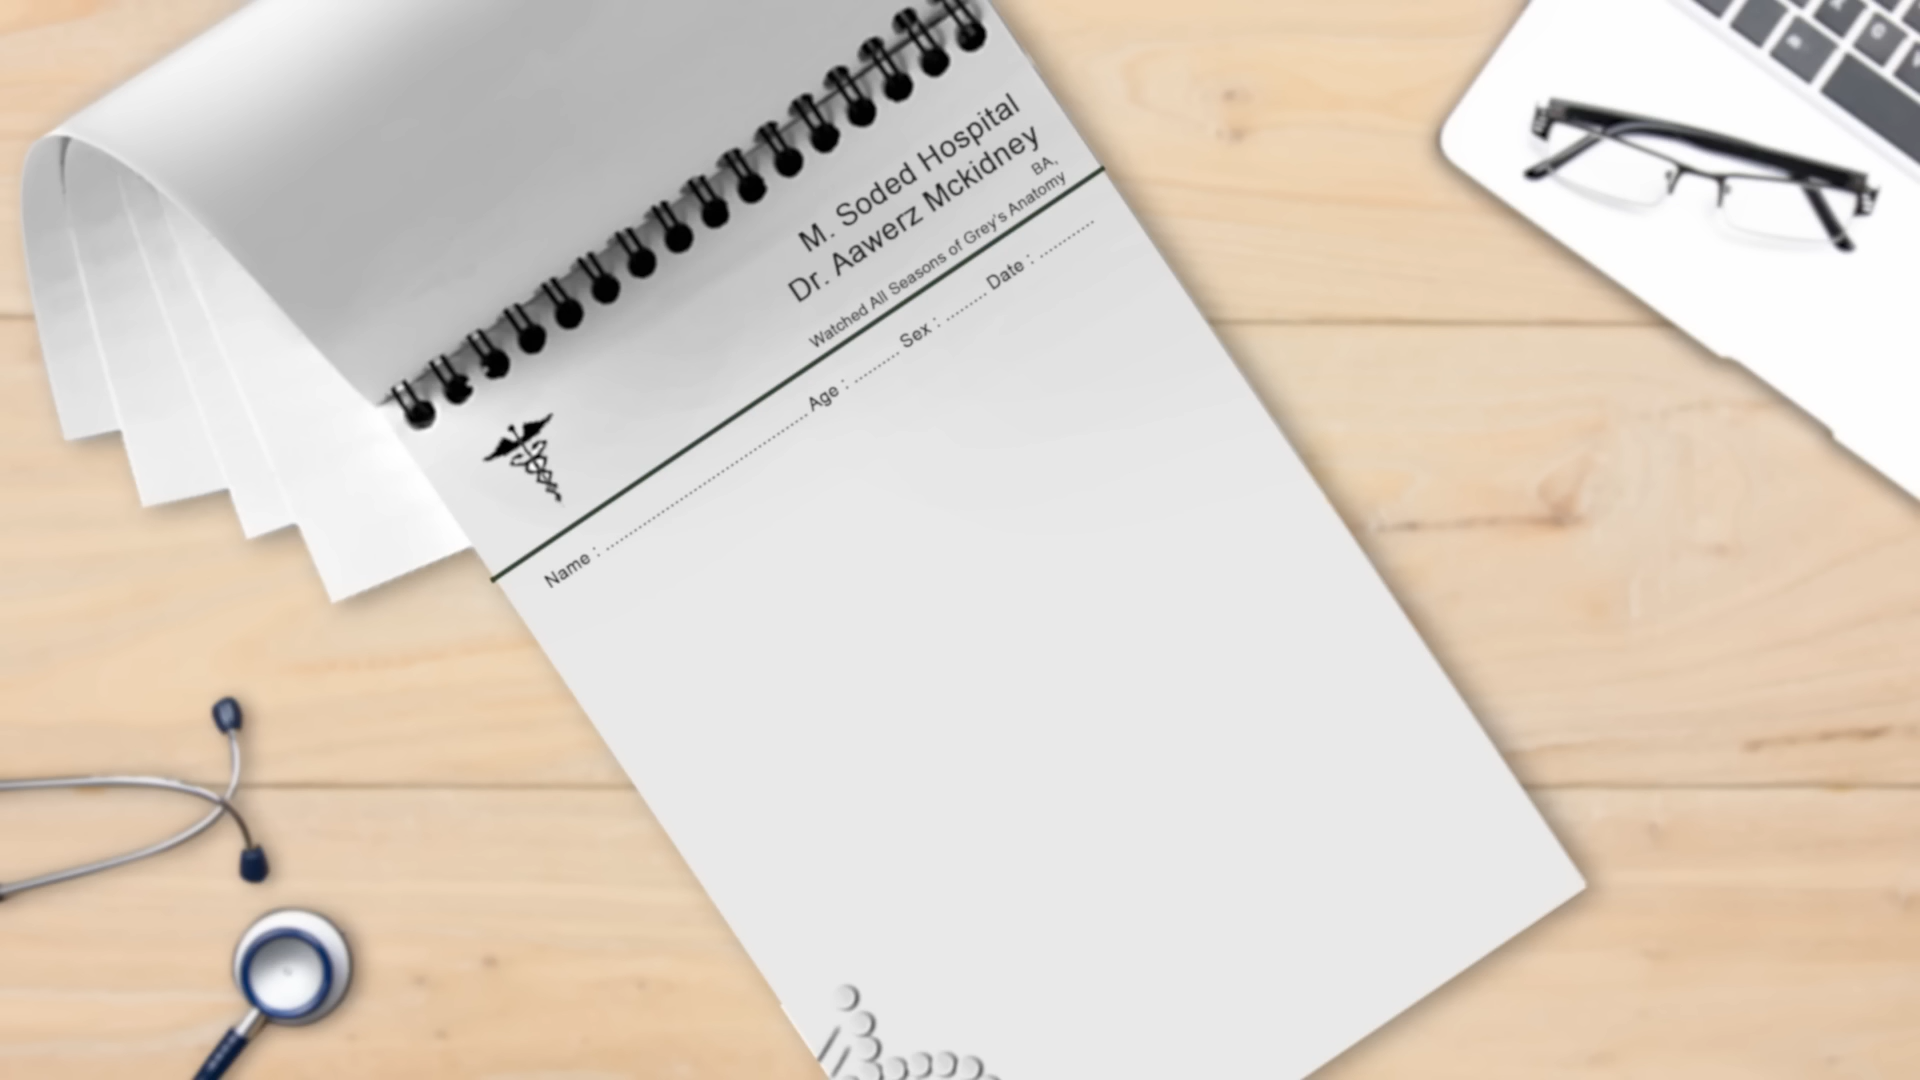 M. Soded Hospital
Dr. Aawerz Mckidney
BA,
Watched All Seasons of Grey's Anatomy
Name : .................................................. Age : .......... Sex : ......... Date : .............